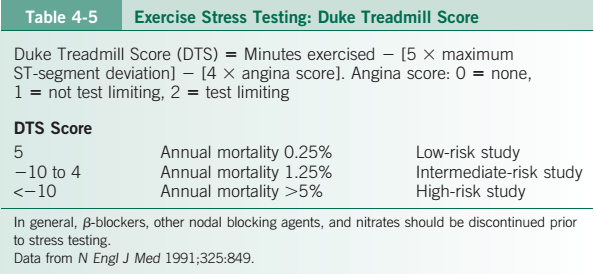 Table 4-5 Exercise Stress Testing: Duke Treadmill Score
Duke Treadmill Score (DTS) = Minutes exercised − [5 × maximum
ST-segment deviation] − [4 × angina score]. Angina score: 0 = none,
1 = not test limiting, 2 = test limiting
DTS Score
5 Annual mortality 0.25% Low-risk study
−10 to 4 Annual mortality 1.25% Intermediate-risk study
<−10 Annual mortality >5% High-risk study
In general, β-blockers, other nodal blocking agents, and nitrates should be discontinued prior
to stress testing.
Data from N Engl J Med 1991;325:849.